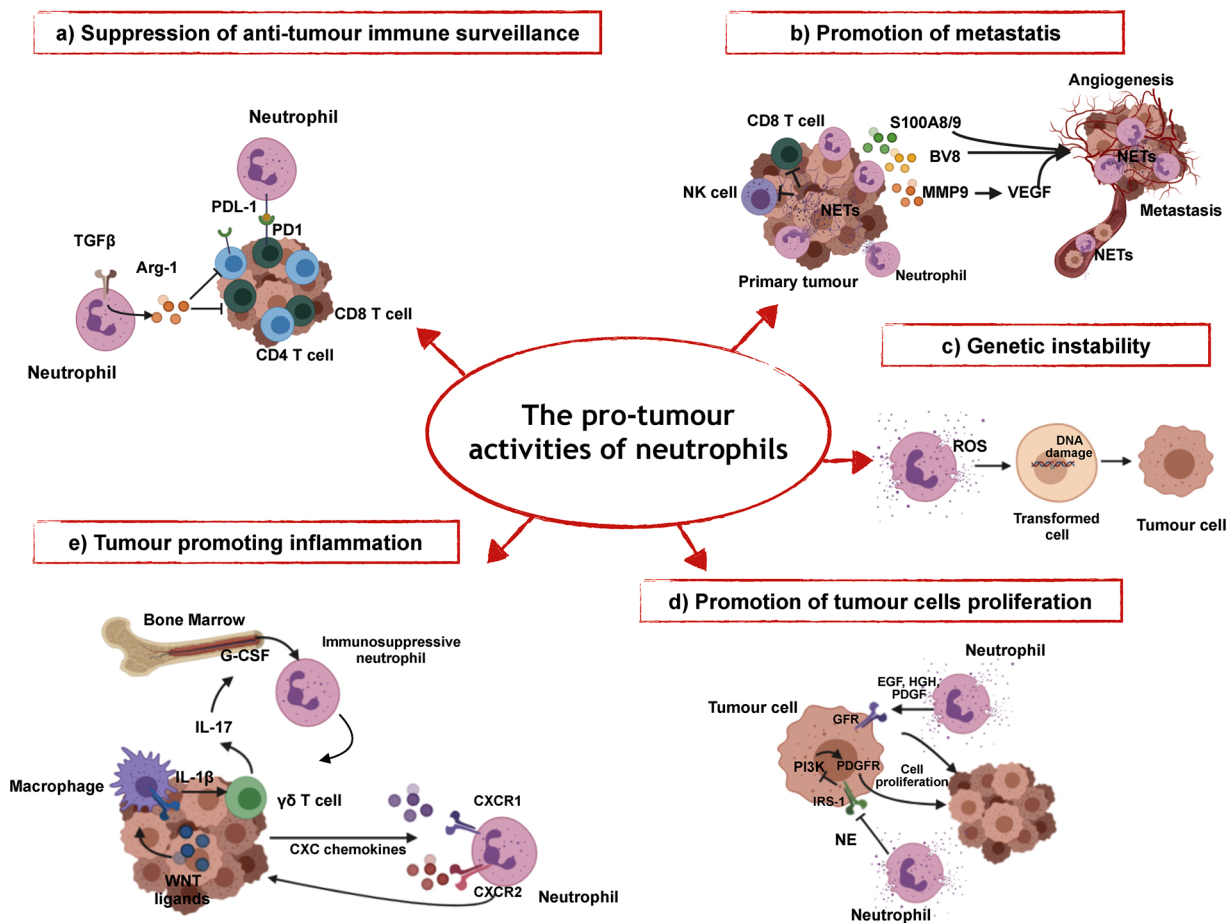 a) Suppression of anti-tumour immune surveillance
Neutrophil
PDL-1
PD1
TGFβ
Arg-1
CD8 T cell
CD4 T cell
Neutrophil
b) Promotion of metastatis
Angiogenesis
CD8 T cell
S100A8/9
BV8
NETs
NK cell
MMP9
VEGF
NETs
Metastasis
NETs
Primary tumour
Neutrophil
c) Genetic instability
ROS
DNA
damage
Transformed
cell
Tumour cell
The pro-tumour
activities of neutrophils
d) Promotion of tumour cells proliferation
Neutrophil
EGF, HGH,
PDGF
Tumour cell
GFR
PI3K
PDGFR
Cell
proliferation
IRS-1
NE
Neutrophil
e) Tumour promoting inflammation
Bone Marrow
G-CSF
Immunosuppressive
neutrophil
IL-17
Macrophage
IL-1β
γδ T cell
CXCR1
CXC chemokines
WNT
ligands
CXCR2
Neutrophil